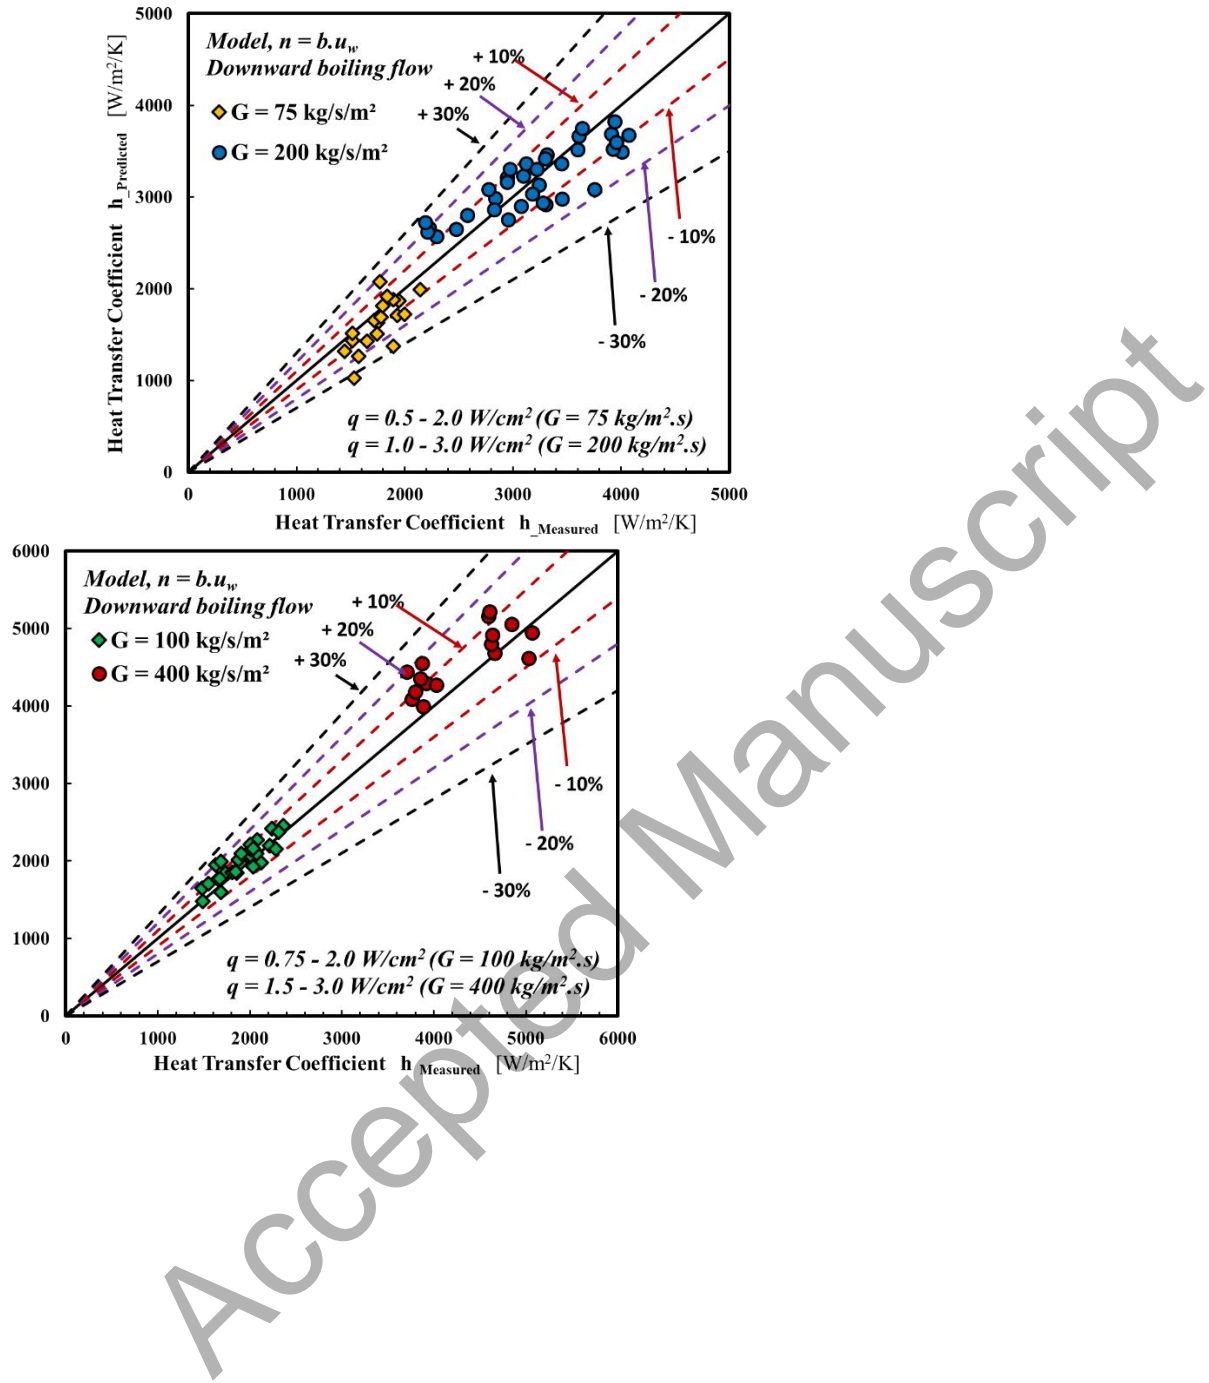 5000
4000
3000
2000
1000
0
Heat Transfer Coefficient h_Predicted [W/m²/K]
Model, n = b.u_w
Downward boiling flow
G = 75 kg/s/m²
G = 200 kg/s/m²
+ 10%
+ 20%
+ 30%
- 10%
- 20%
- 30%
q = 0.5 - 2.0 W/cm² (G = 75 kg/m².s)
q = 1.0 - 3.0 W/cm² (G = 200 kg/m².s)
0 1000 2000 3000 4000 5000
Heat Transfer Coefficient h_Measured [W/m²/K]
6000
5000
4000
3000
2000
1000
0
Model, n = b.u_w
Downward boiling flow
G = 100 kg/s/m²
G = 400 kg/s/m²
+ 10%
+ 20%
+ 30%
- 10%
- 20%
- 30%
q = 0.75 - 2.0 W/cm² (G = 100 kg/m².s)
q = 1.5 - 3.0 W/cm² (G = 400 kg/m².s)
0 1000 2000 3000 4000 5000 6000
Heat Transfer Coefficient h Measured [W/m²/K]
Accepted Manuscript